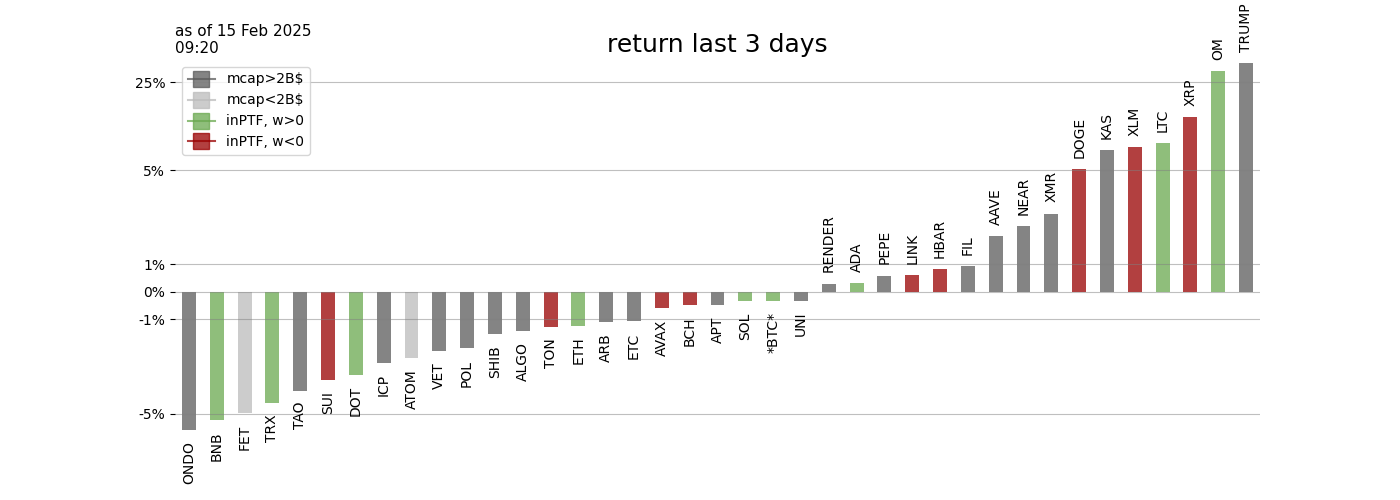 as of 15 Feb 2025
09:20
return last 3 days
mcap>2B$
mcap<2B$
inPTF, w>0
inPTF, w<0
25%
5%
1%
0%
-1%
-5%
ONDO
BNB
FET
TRX
TAO
SUI
DOT
ICP
ATOM
VET
POL
SHIB
ALGO
TON
ETH
ARB
ETC
AVAX
BCH
APT
SOL
*BTC*
UNI
RENDER
ADA
PEPE
LINK
HBAR
FIL
AAVE
NEAR
XMR
DOGE
KAS
XLM
LTC
XRP
OM
TRUMP